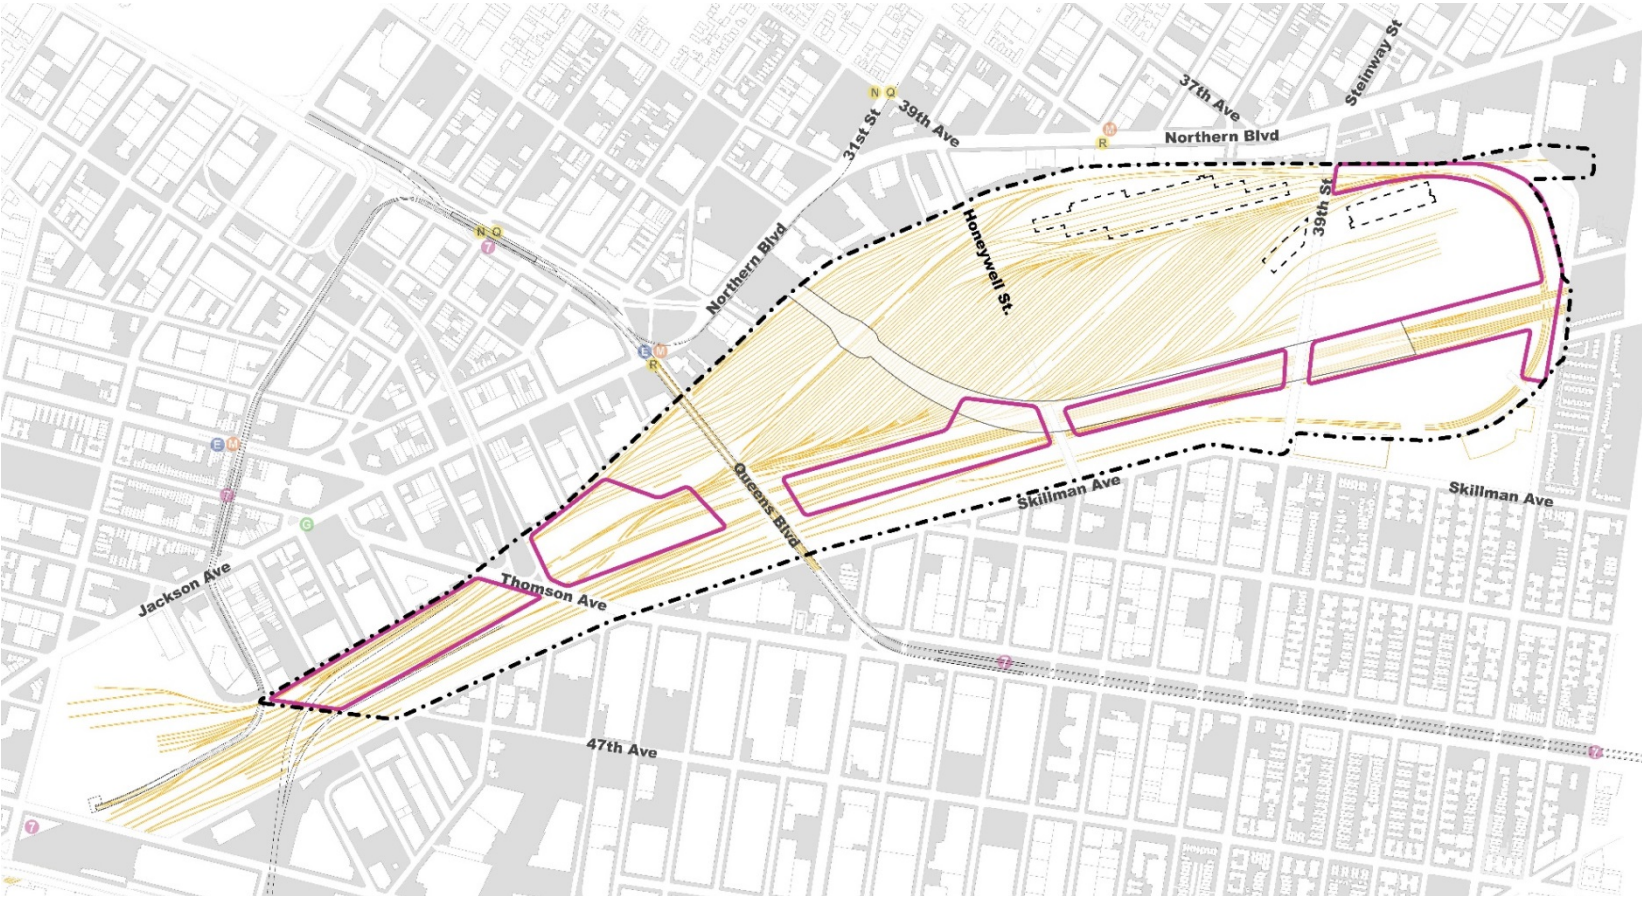 Steinway St
37th Ave
N Q
39th Ave
31st St
M
R
Northern Blvd
39th St
Honeywell St.
N Q
7
Northern Blvd
E M
R
E M
7
G
Queens Blvd
Skillman Ave
Skillman Ave
Jackson Ave
Thomson Ave
7
47th Ave
7
7